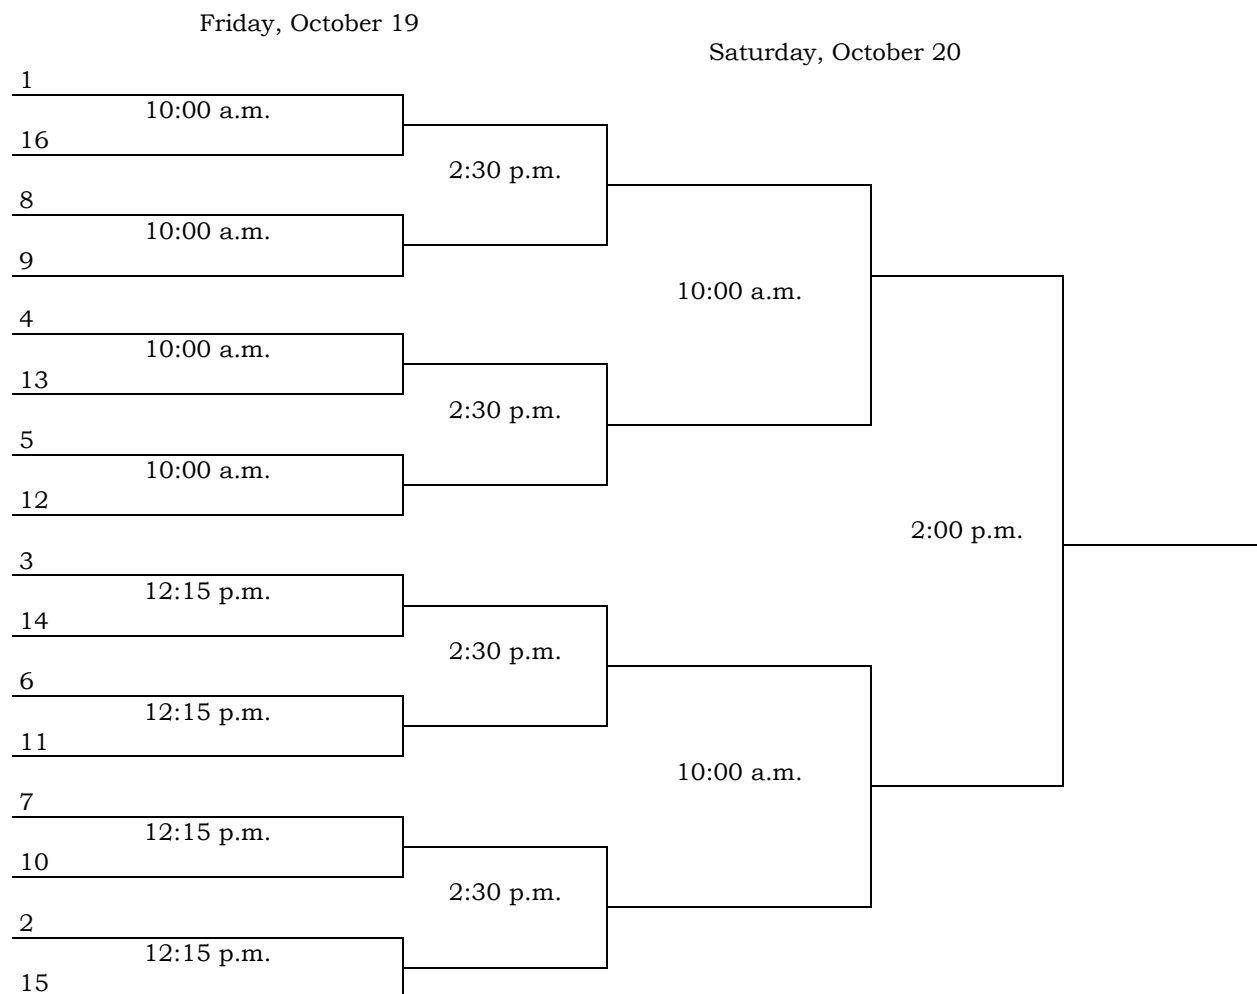 Friday, October 19
Saturday, October 20
1
10:00 a.m.
16
2:30 p.m.
8
10:00 a.m.
9
10:00 a.m.
4
10:00 a.m.
13
2:30 p.m.
5
10:00 a.m.
12
2:00 p.m.
3
12:15 p.m.
14
2:30 p.m.
6
12:15 p.m.
11
10:00 a.m.
7
12:15 p.m.
10
2:30 p.m.
2
12:15 p.m.
15